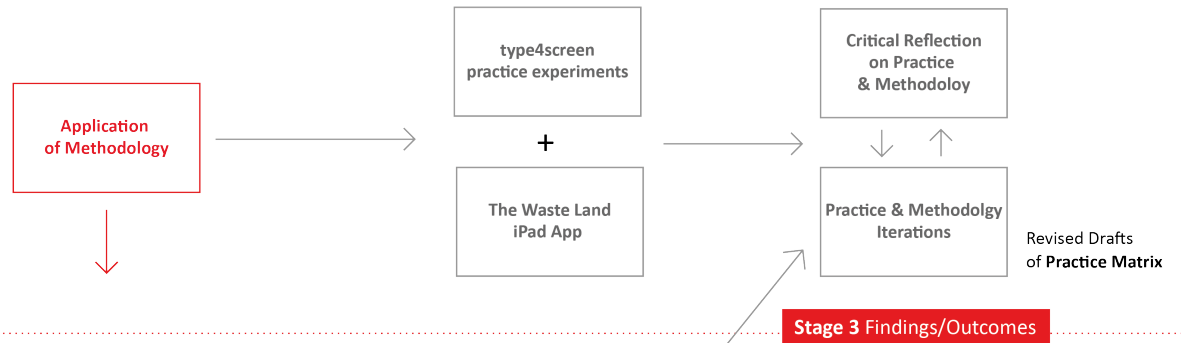 Application
of Methodology
type4screen
practice experiments
+
The Waste Land
iPad App
Critical Reflection
on Practice
& Methodoloy
Practice & Methodolgy
Iterations
Revised Drafts
of Practice Matrix
Stage 3 Findings/Outcomes